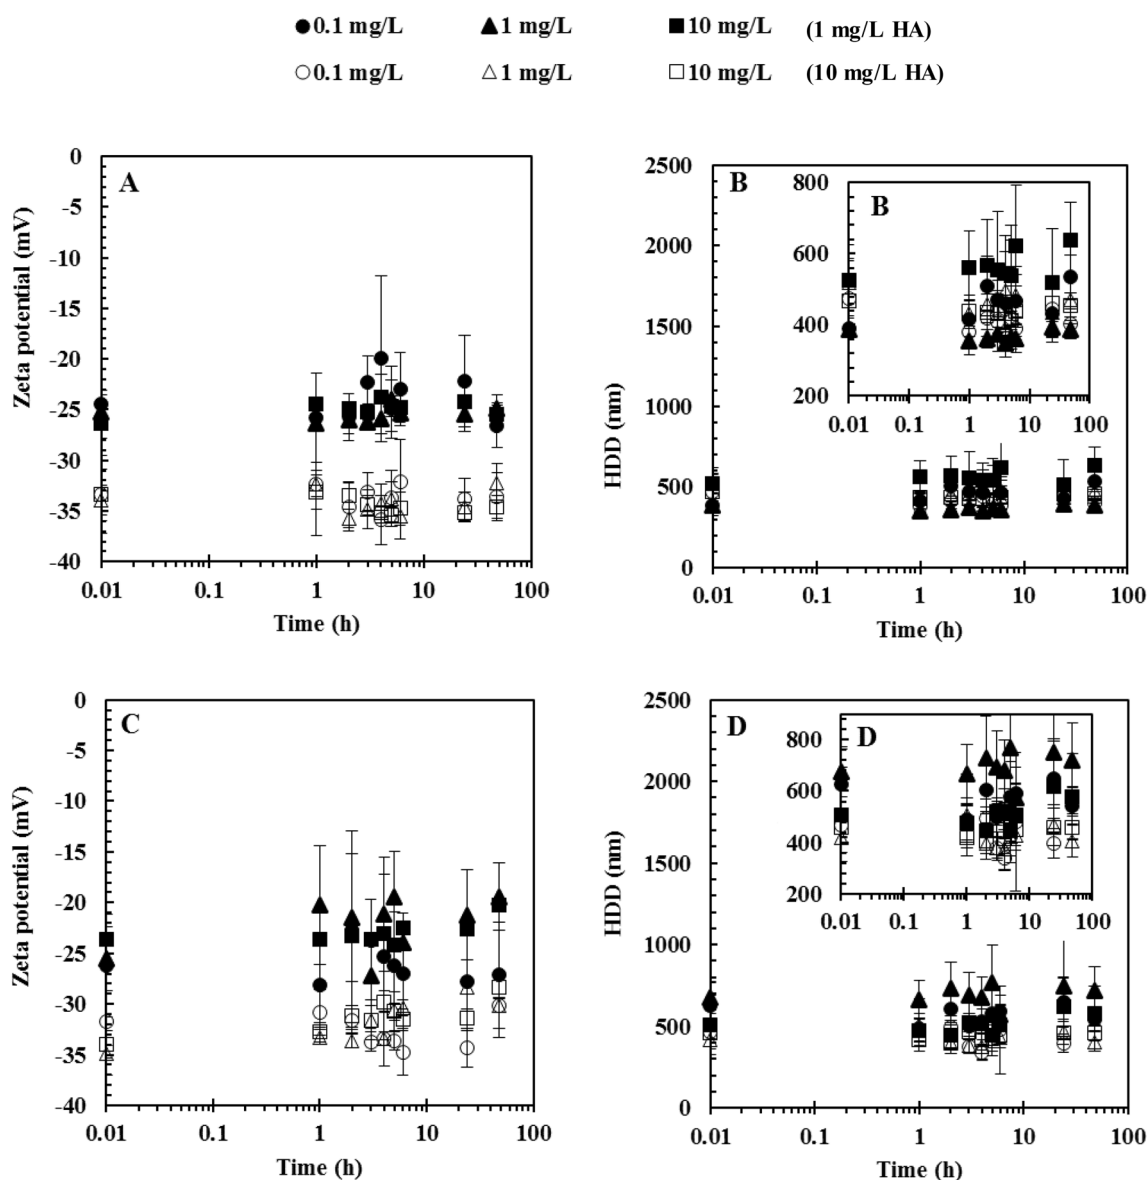 ●0.1 mg/L ▲1 mg/L ■10 mg/L (1 mg/L HA)
○0.1 mg/L △1 mg/L □10 mg/L (10 mg/L HA)
A
Zeta potential (mV)
0
-5
-10
-15
-20
-25
-30
-35
-40
0.01 0.1 1 10 100
Time (h)
B
HDD (nm)
2500
2000
1500
1000
500
0
0.01 0.1 1 10 100
Time (h)
B
800
600
400
200
0.01 0.1 1 10 100
C
Zeta potential (mV)
0
-5
-10
-15
-20
-25
-30
-35
-40
0.01 0.1 1 10 100
Time (h)
D
HDD (nm)
2500
2000
1500
1000
500
0
0.01 0.1 1 10 100
Time (h)
D
800
600
400
200
0.01 0.1 1 10 100